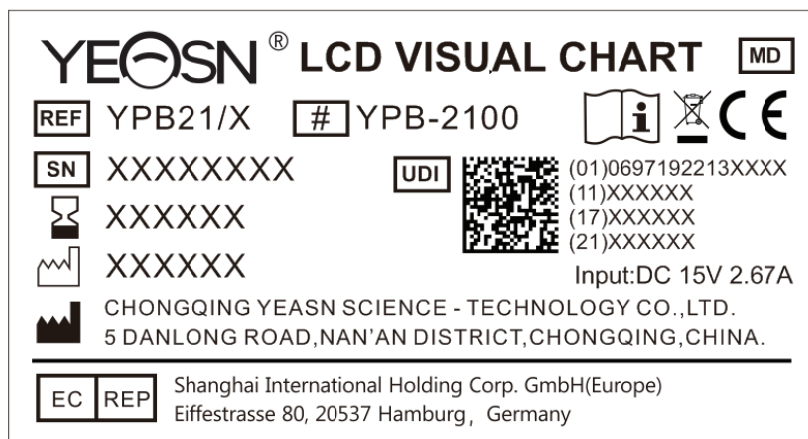 YEASN ® LCD VISUAL CHART MD
REF YPB21/X # YPB-2100
SN XXXXXXXX UDI (01)0697192213XXXX
(11)XXXXXX
XXXXXX (17)XXXXXX
(21)XXXXXX
XXXXXX Input:DC 15V 2.67A
CHONGQING YEASN SCIENCE - TECHNOLOGY CO.,LTD.
5 DANLONG ROAD,NAN'AN DISTRICT,CHONGQING,CHINA.
EC REP Shanghai International Holding Corp. GmbH(Europe)
Eiffestrasse 80, 20537 Hamburg, Germany